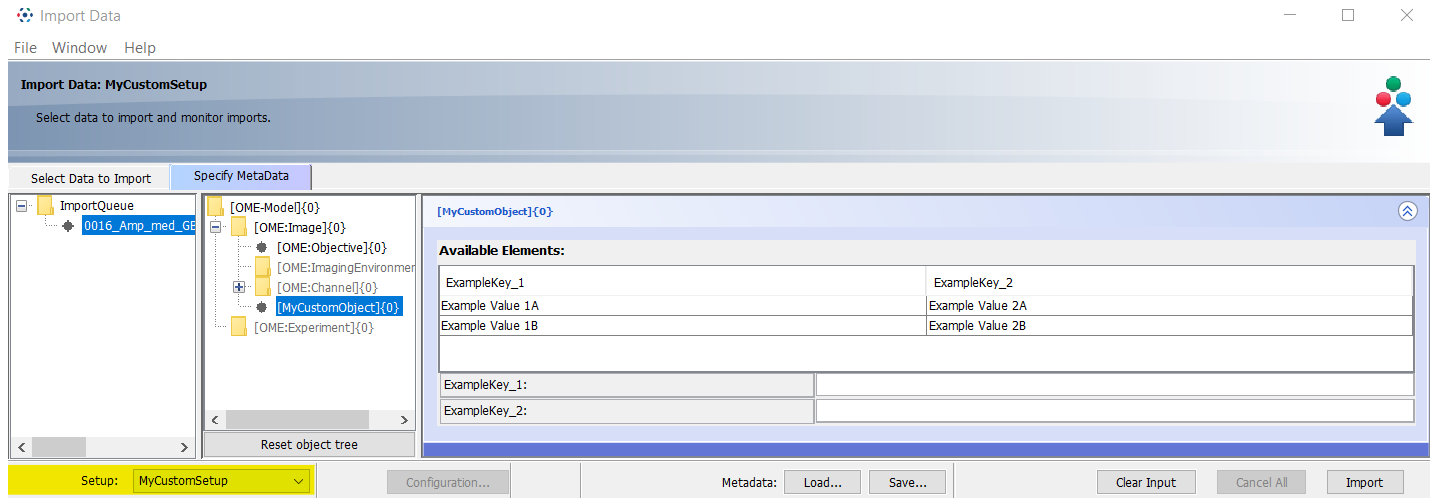 Import Data
File Window Help
Import Data: MyCustomSetup
Select data to import and monitor imports.
Select Data to Import
Specify MetaData
ImportQueue
0016_Amp_med_GE
[OME-Model]{0}
[OME:Image]{0}
[OME:Objective]{0}
[OME:ImagingEnvironmer
[OME:Channel]{0}
[MyCustomObject]{0}
[OME:Experiment]{0}
Reset object tree
[MyCustomObject]{0}
Available Elements:
ExampleKey_1 ExampleKey_2
Example Value 1A Example Value 2A
Example Value 1B Example Value 2B
ExampleKey_1:
ExampleKey_2:
Setup: MyCustomSetup Configuration... Metadata: Load... Save... Clear Input Cancel All Import